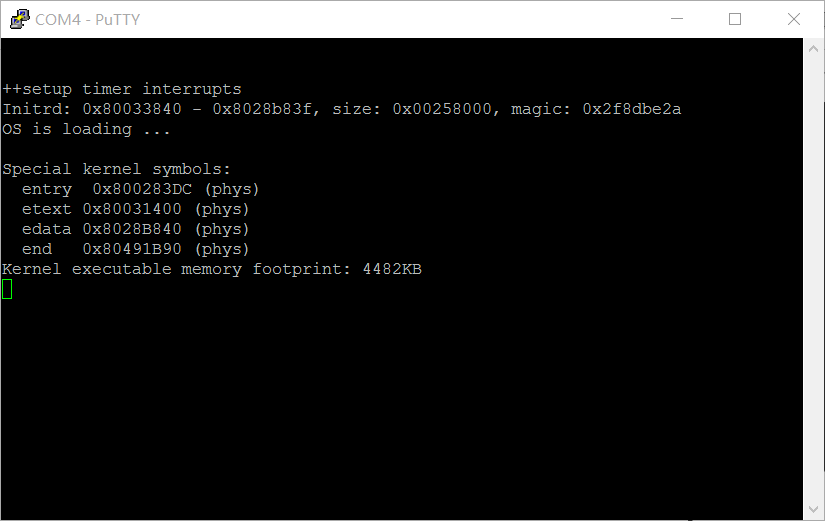 COM4 - PuTTY
++setup timer interrupts
Initrd: 0x80033840 - 0x8028b83f, size: 0x00258000, magic: 0x2f8dbe2a
OS is loading ...
Special kernel symbols:
  entry  0x800283DC (phys)
  etext 0x80031400 (phys)
  edata 0x8028B840 (phys)
  end   0x80491B90 (phys)
Kernel executable memory footprint: 4482KB